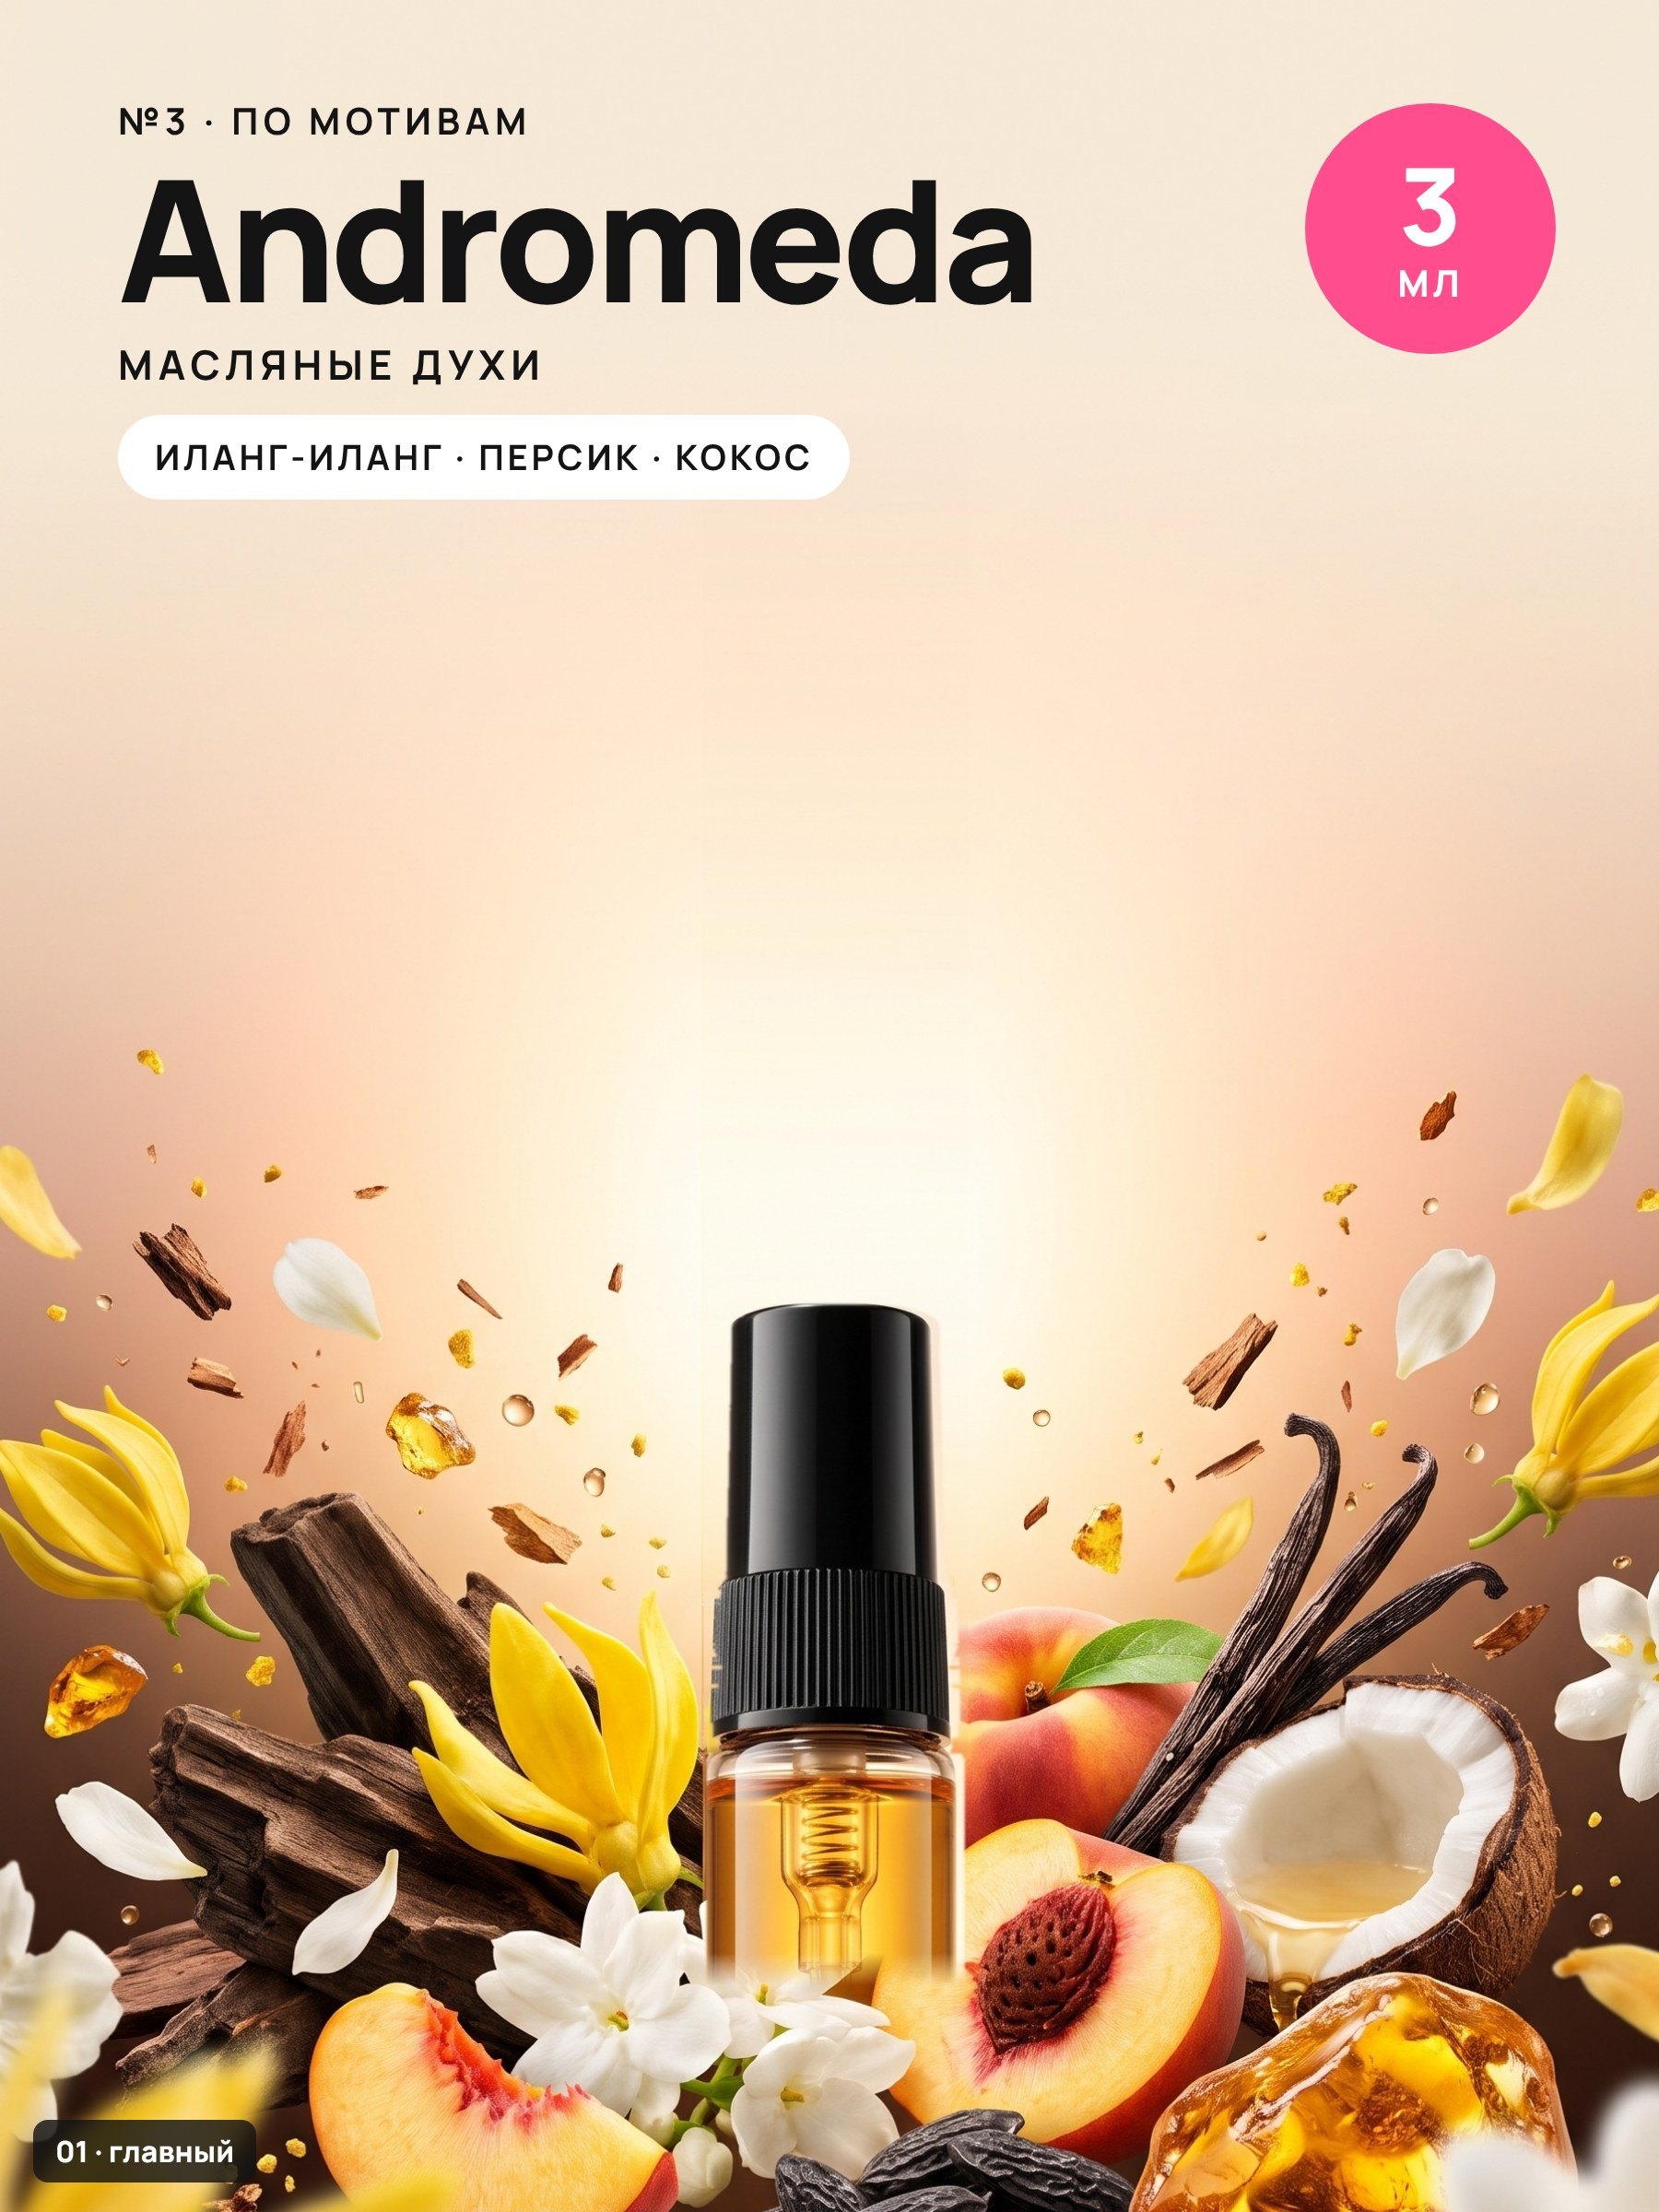 №3 · ПО МОТИВАМ
Andromeda
МАСЛЯНЫЕ ДУХИ
ИЛАНГ-ИЛАНГ · ПЕРСИК · КОКОС
3
МЛ
01 · главный